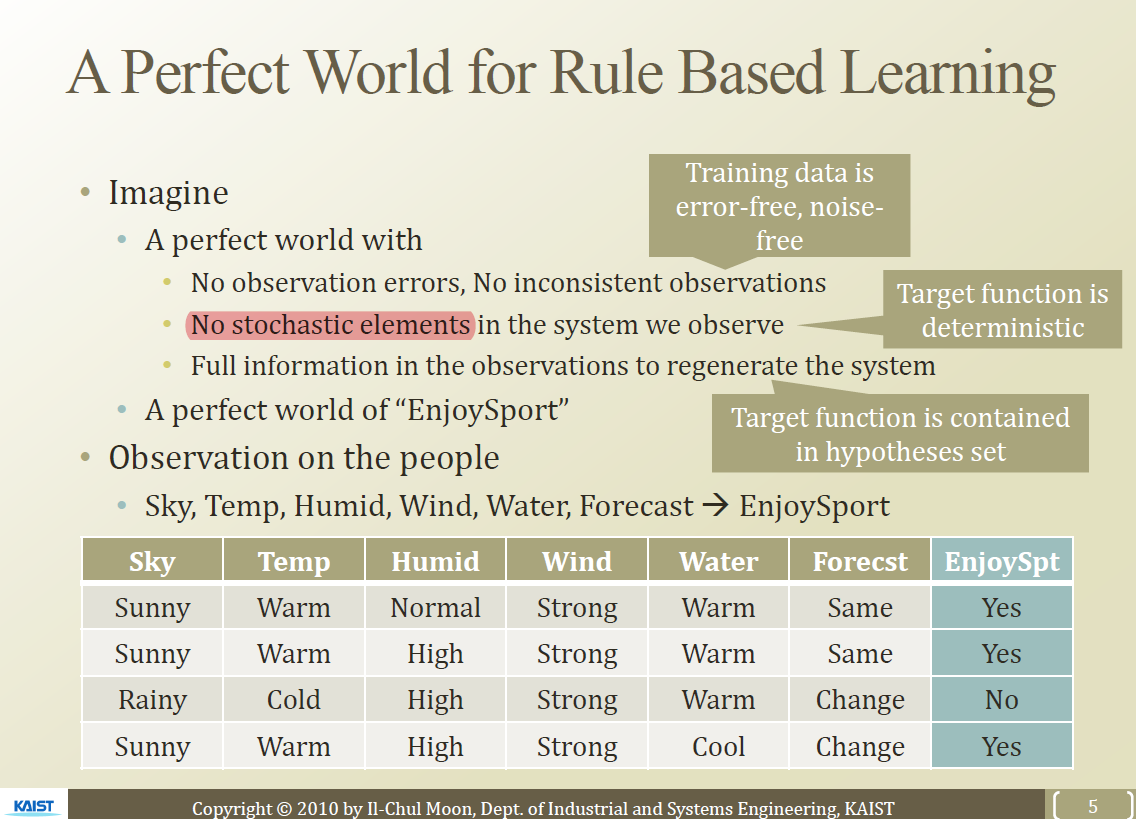 A Perfect World for Rule Based Learning
• Imagine
Training data is
error-free, noise-
free
• A perfect world with
• No observation errors, No inconsistent observations
• No stochastic elements in the system we observe
Target function is
deterministic
• Full information in the observations to regenerate the system
• A perfect world of “EnjoySport”
Target function is contained
in hypotheses set
• Observation on the people
• Sky, Temp, Humid, Wind, Water, Forecast → EnjoySport
Sky Temp Humid Wind Water Forecst EnjoySpt
Sunny Warm Normal Strong Warm Same Yes
Sunny Warm High Strong Warm Same Yes
Rainy Cold High Strong Warm Change No
Sunny Warm High Strong Cool Change Yes
KAIST
Copyright © 2010 by Il-Chul Moon, Dept. of Industrial and Systems Engineering, KAIST
5